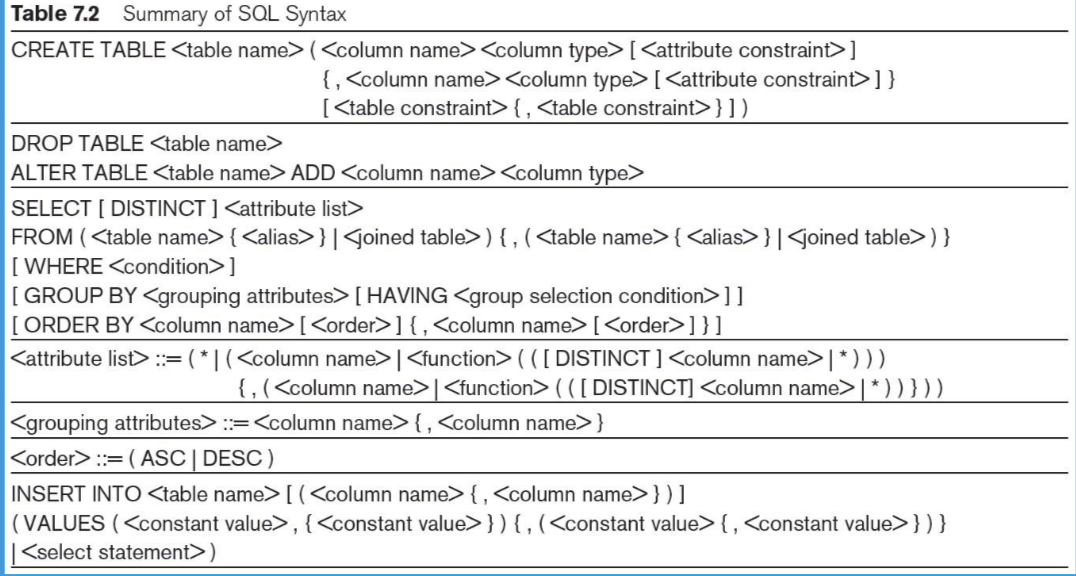 Table 7.2 Summary of SQL Syntax
CREATE TABLE <table name> ( <column name> <column type> [ <attribute constraint> ]
{ , <column name> <column type> [ <attribute constraint> ] }
[ <table constraint> { , <table constraint> } ] )
DROP TABLE <table name>
ALTER TABLE <table name> ADD <column name> <column type>
SELECT [ DISTINCT ] <attribute list>
FROM ( <table name> { <alias> } | <joined table> ) { , ( <table name> { <alias> } | <joined table> ) }
[ WHERE <condition> ]
[ GROUP BY <grouping attributes> [ HAVING <group selection condition> ] ]
[ ORDER BY <column name> [ <order> ] { , <column name> [ <order> ] } ]
<attribute list> ::= ( * | ( <column name> | <function> ( ( [ DISTINCT ] <column name> | * ) ) )
{ , ( <column name> | <function> ( ( [ DISTINCT] <column name> | * ) ) } ) )
<grouping attributes> ::= <column name> { , <column name> }
<order> ::= ( ASC | DESC )
INSERT INTO <table name> [ ( <column name> { , <column name> } ) ]
( VALUES ( <constant value> , { <constant value> } ) { , ( <constant value> { , <constant value> } ) }
| <select statement> )